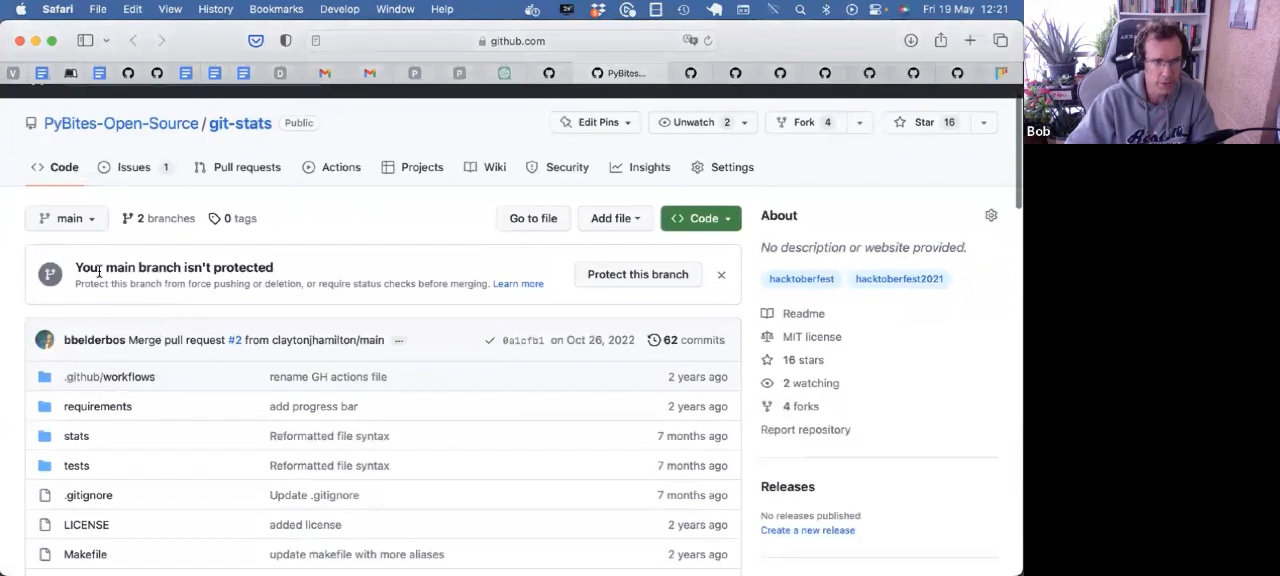 Safari File Edit View History Bookmarks Develop Window Help Fri 19 May 12:21
github.com
PyBites...
PyBites-Open-Source / git-stats Public
Edit Pins Unwatch 2 Fork 4 Star 16
Code Issues 1 Pull requests Actions Projects Wiki Security Insights Settings
main 2 branches 0 tags Go to file Add file Code
Your main branch isn't protected
Protect this branch from force pushing or deletion, or require status checks before merging. Learn more
Protect this branch
bbelderbos Merge pull request #2 from claytonjhamilton/main ... 0a1cfb1 on Oct 26, 2022 62 commits
.github/workflows rename GH actions file 2 years ago
requirements add progress bar 2 years ago
stats Reformatted file syntax 7 months ago
tests Reformatted file syntax 7 months ago
.gitignore Update .gitignore 7 months ago
LICENSE added license 2 years ago
Makefile update makefile with more aliases 2 years ago
About
No description or website provided.
hacktoberfest hacktoberfest2021
Readme
MIT license
16 stars
2 watching
4 forks
Report repository
Releases
No releases published
Create a new release
Bob